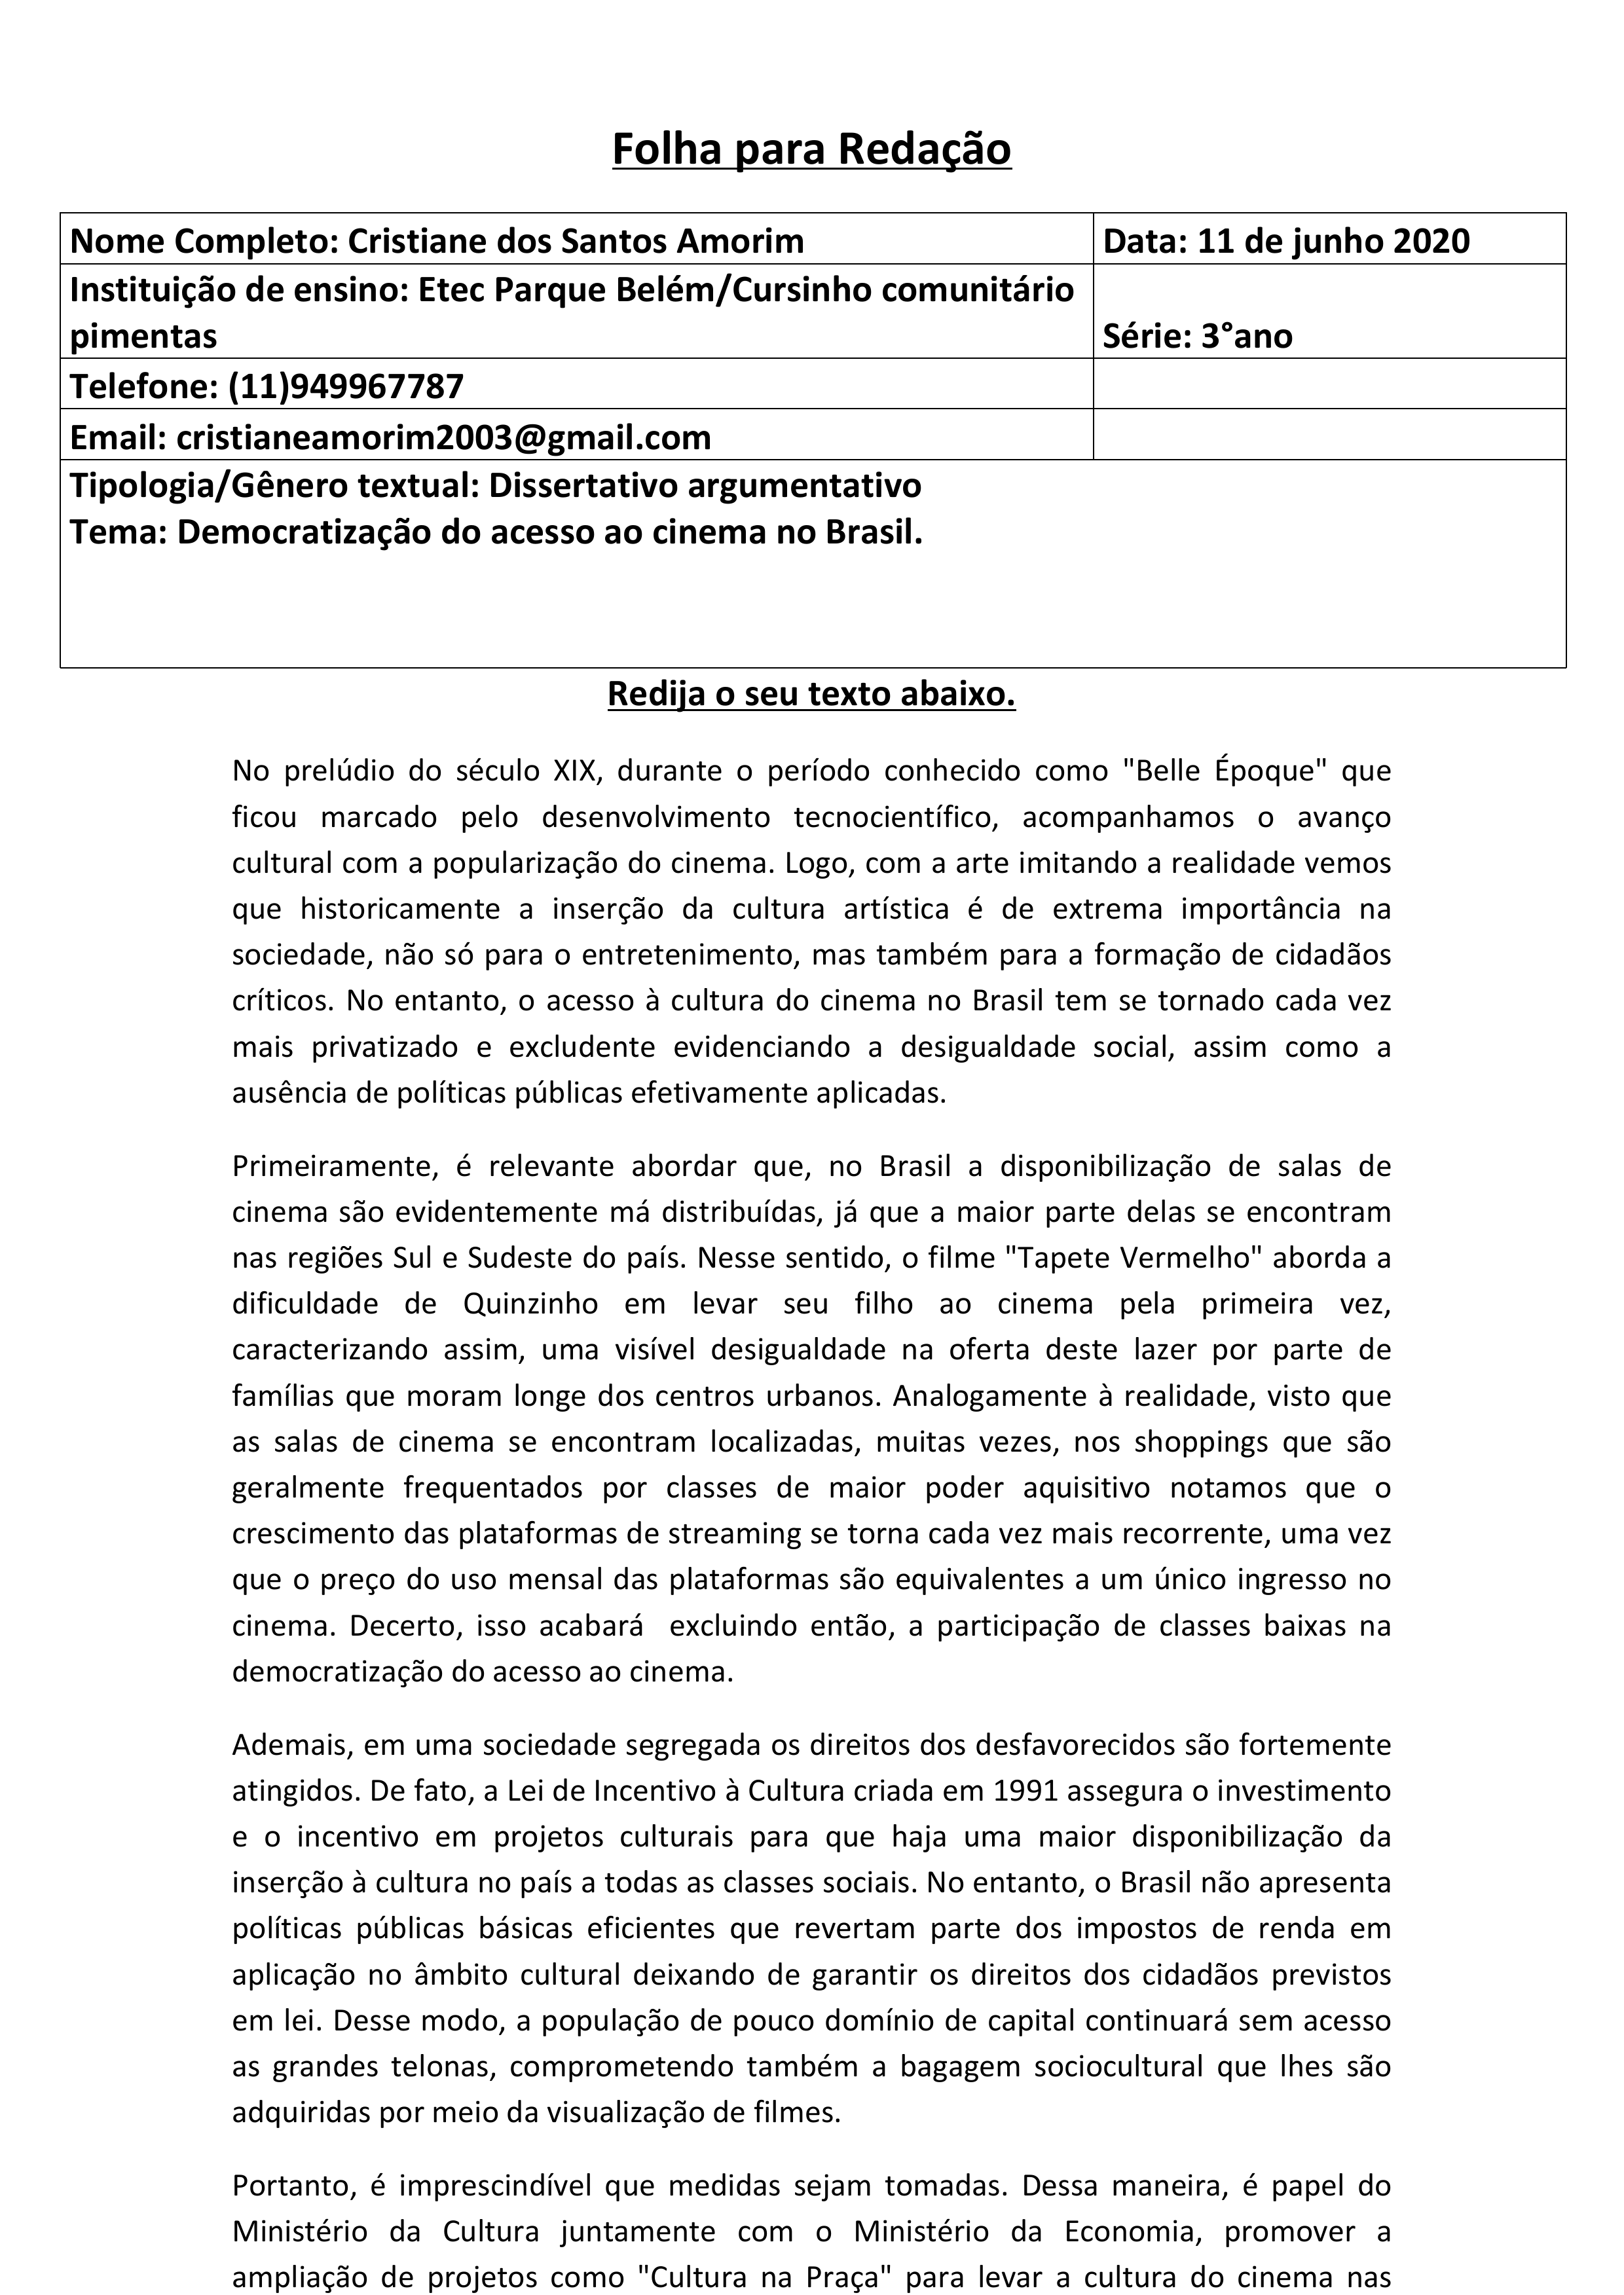 Folha para Redação
Nome Completo: Cristiane dos Santos Amorim
Data: 11 de junho 2020
Instituição de ensino: Etec Parque Belém/Cursinho comunitário
pimentas
Série: 3°ano
Telefone: (11)949967787
Email: cristianeamorim2003@gmail.com
Tipologia/Gênero textual: Dissertativo argumentativo
Tema: Democratização do acesso ao cinema no Brasil.
Redija o seu texto abaixo.
No prelúdio do século XIX, durante o período conhecido como "Belle Époque" que
ficou marcado pelo desenvolvimento tecnocientífico, acompanhamos o avanço
cultural com a popularização do cinema. Logo, com a arte imitando a realidade vemos
que historicamente a inserção da cultura artística é de extrema importância na
sociedade, não só para o entretenimento, mas também para a formação de cidadãos
críticos. No entanto, o acesso à cultura do cinema no Brasil tem se tornado cada vez
mais privatizado e excludente evidenciando a desigualdade social, assim como a
ausência de políticas públicas efetivamente aplicadas.
Primeiramente, é relevante abordar que, no Brasil a disponibilização de salas de
cinema são evidentemente má distribuídas, já que a maior parte delas se encontram
nas regiões Sul e Sudeste do país. Nesse sentido, o filme "Tapete Vermelho" aborda a
dificuldade de Quinzinho em levar seu filho ao cinema pela primeira vez,
caracterizando assim, uma visível desigualdade na oferta deste lazer por parte de
famílias que moram longe dos centros urbanos. Analogamente à realidade, visto que
as salas de cinema se encontram localizadas, muitas vezes, nos shoppings que são
geralmente frequentados por classes de maior poder aquisitivo notamos que o
crescimento das plataformas de streaming se torna cada vez mais recorrente, uma vez
que o preço do uso mensal das plataformas são equivalentes a um único ingresso no
cinema. Decerto, isso acabará  excluindo então, a participação de classes baixas na
democratização do acesso ao cinema.
Ademais, em uma sociedade segregada os direitos dos desfavorecidos são fortemente
atingidos. De fato, a Lei de Incentivo à Cultura criada em 1991 assegura o investimento
e o incentivo em projetos culturais para que haja uma maior disponibilização da
inserção à cultura no país a todas as classes sociais. No entanto, o Brasil não apresenta
políticas públicas básicas eficientes que revertam parte dos impostos de renda em
aplicação no âmbito cultural deixando de garantir os direitos dos cidadãos previstos
em lei. Desse modo, a população de pouco domínio de capital continuará sem acesso
as grandes telonas, comprometendo também a bagagem sociocultural que lhes são
adquiridas por meio da visualização de filmes.
Portanto, é imprescindível que medidas sejam tomadas. Dessa maneira, é papel do
Ministério da Cultura juntamente com o Ministério da Economia, promover a
ampliação de projetos como "Cultura na Praça" para levar a cultura do cinema nas